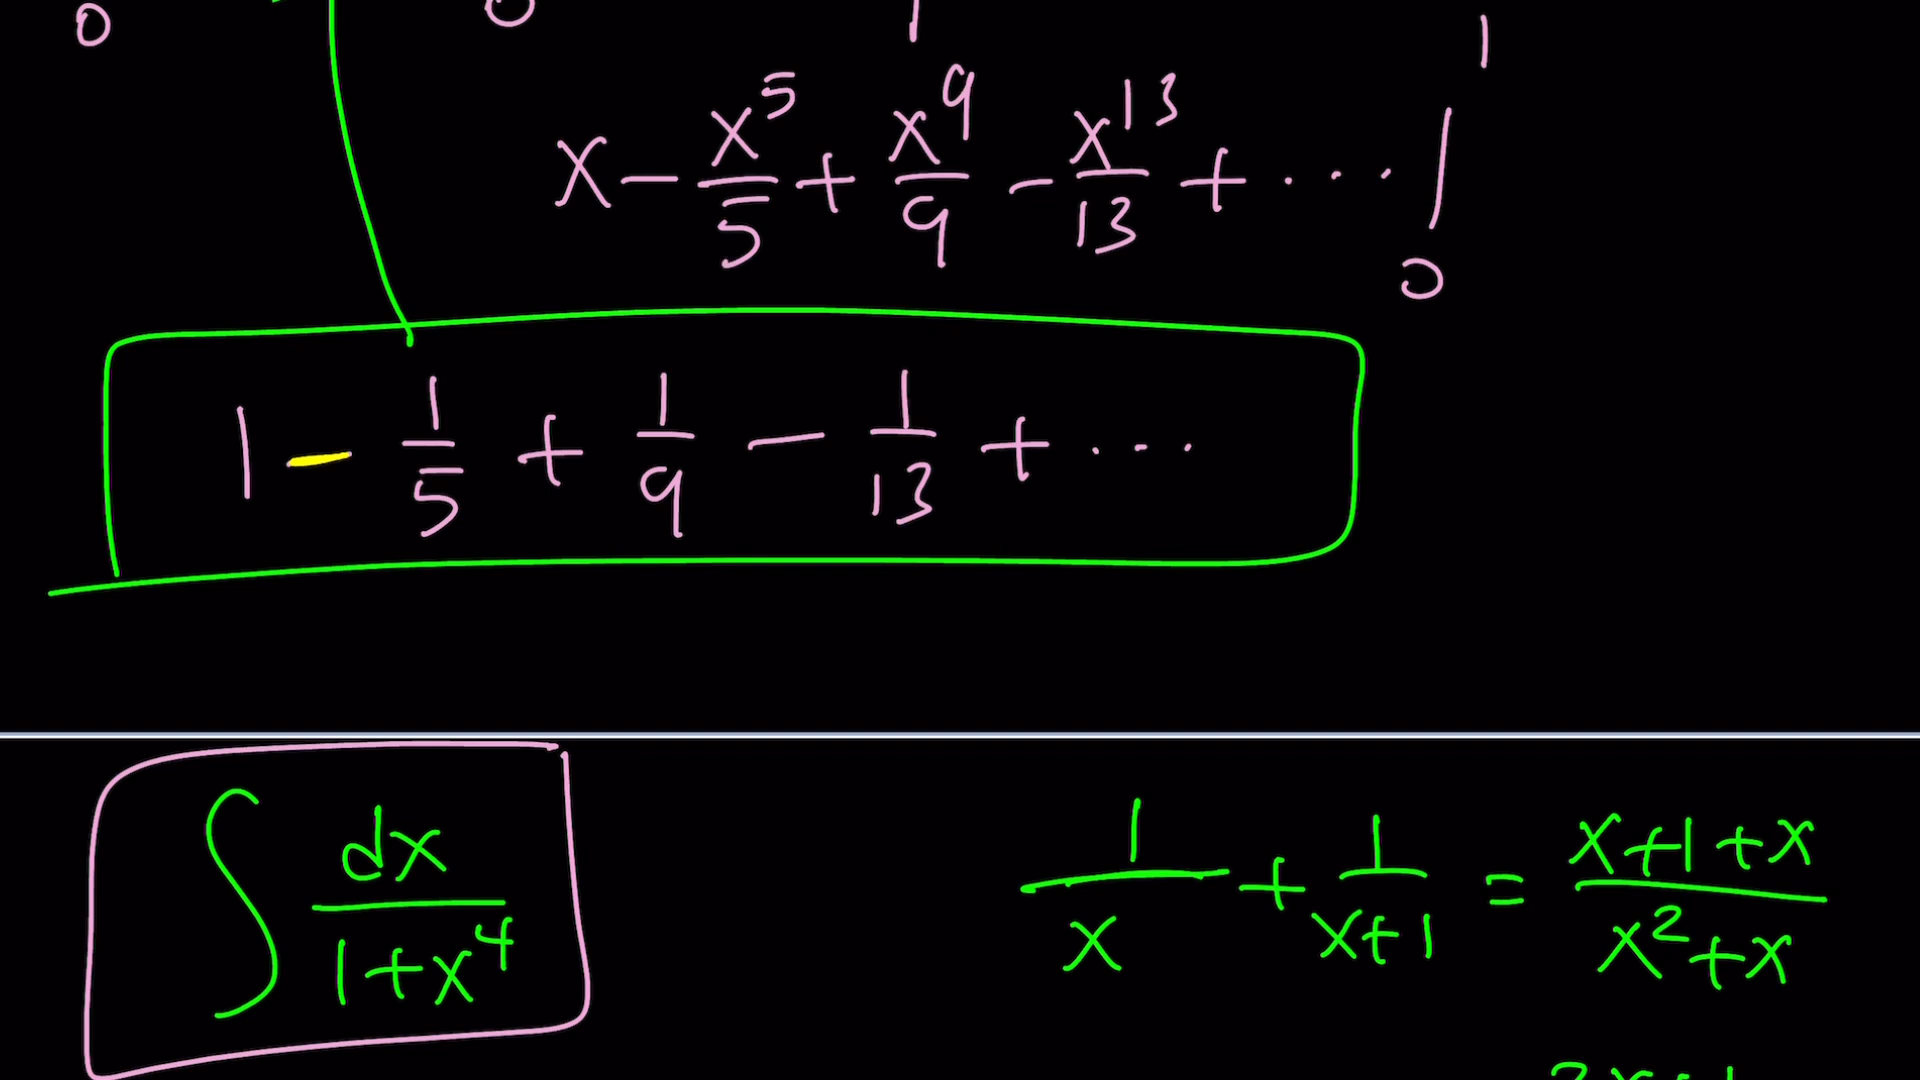 0 0 1 1
x - x^5/5 + x^9/9 - x^13/13 + ... |_0
1 - 1/5 + 1/9 - 1/13 + ...
∫ dx/(1+x^4)
1/x + 1/(x+1) = (x+1+x)/(x^2+x)